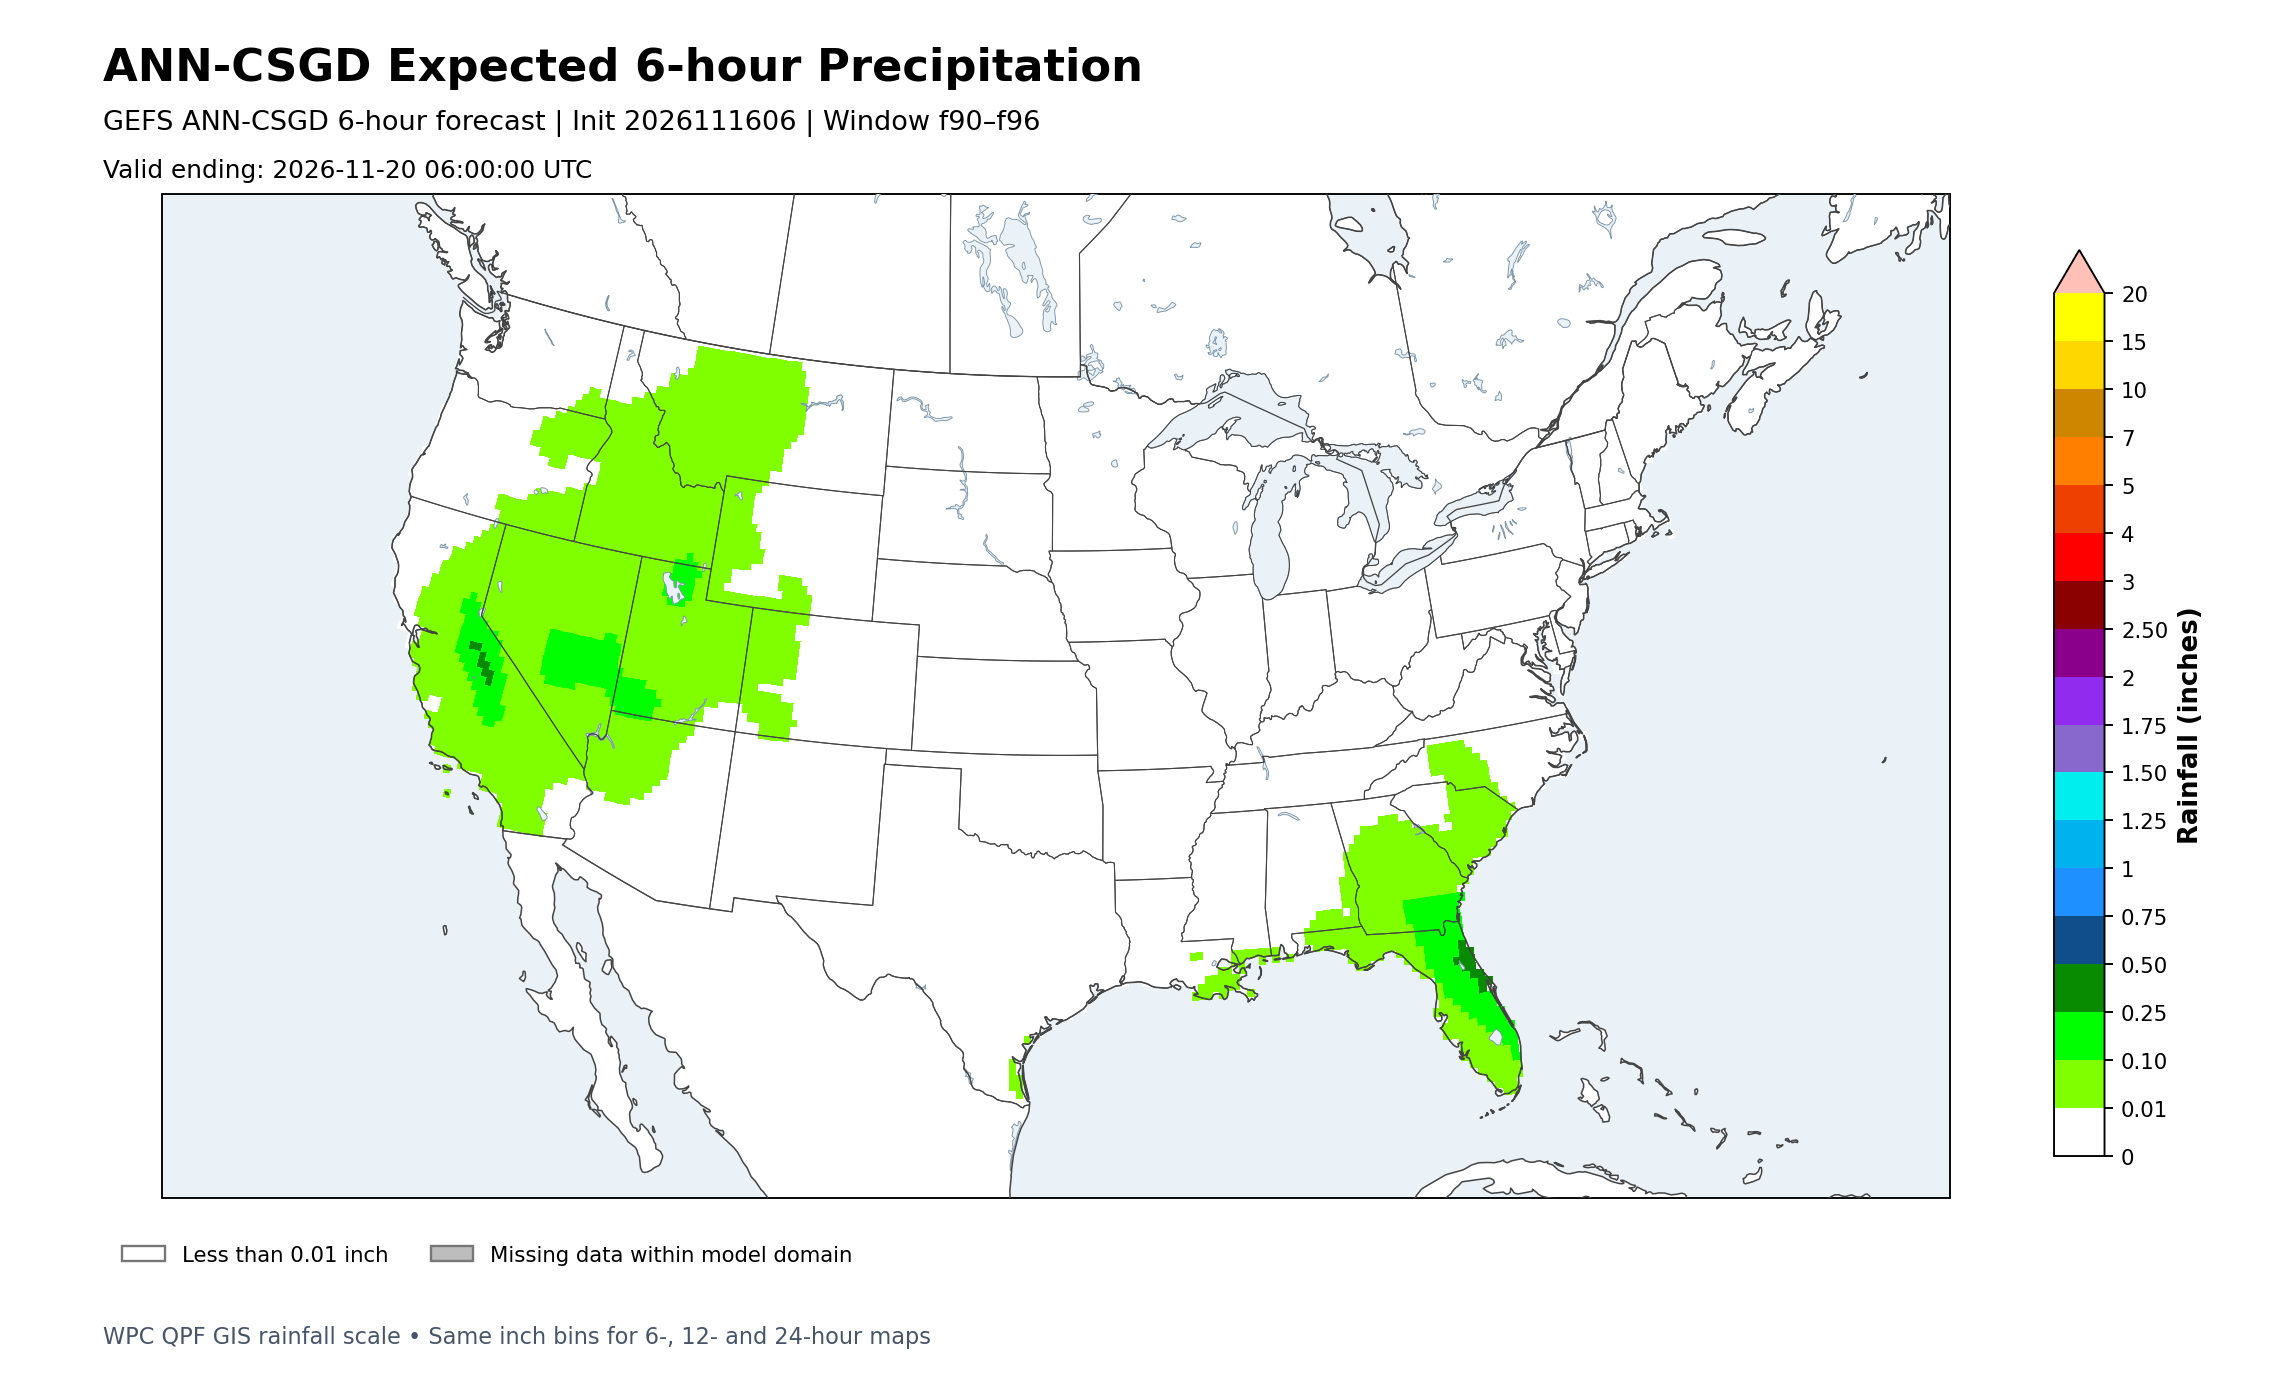 ANN-CSGD Expected 6-hour Precipitation
GEFS ANN-CSGD 6-hour forecast | Init 2026111606 | Window f90–f96
Valid ending: 2026-11-20 06:00:00 UTC
20
15
10
7
5
4
3
2.50
2
1.75
1.50
1.25
1
0.75
0.50
0.25
0.10
0.01
0
Rainfall (inches)
Less than 0.01 inch
Missing data within model domain
WPC QPF GIS rainfall scale • Same inch bins for 6-, 12- and 24-hour maps